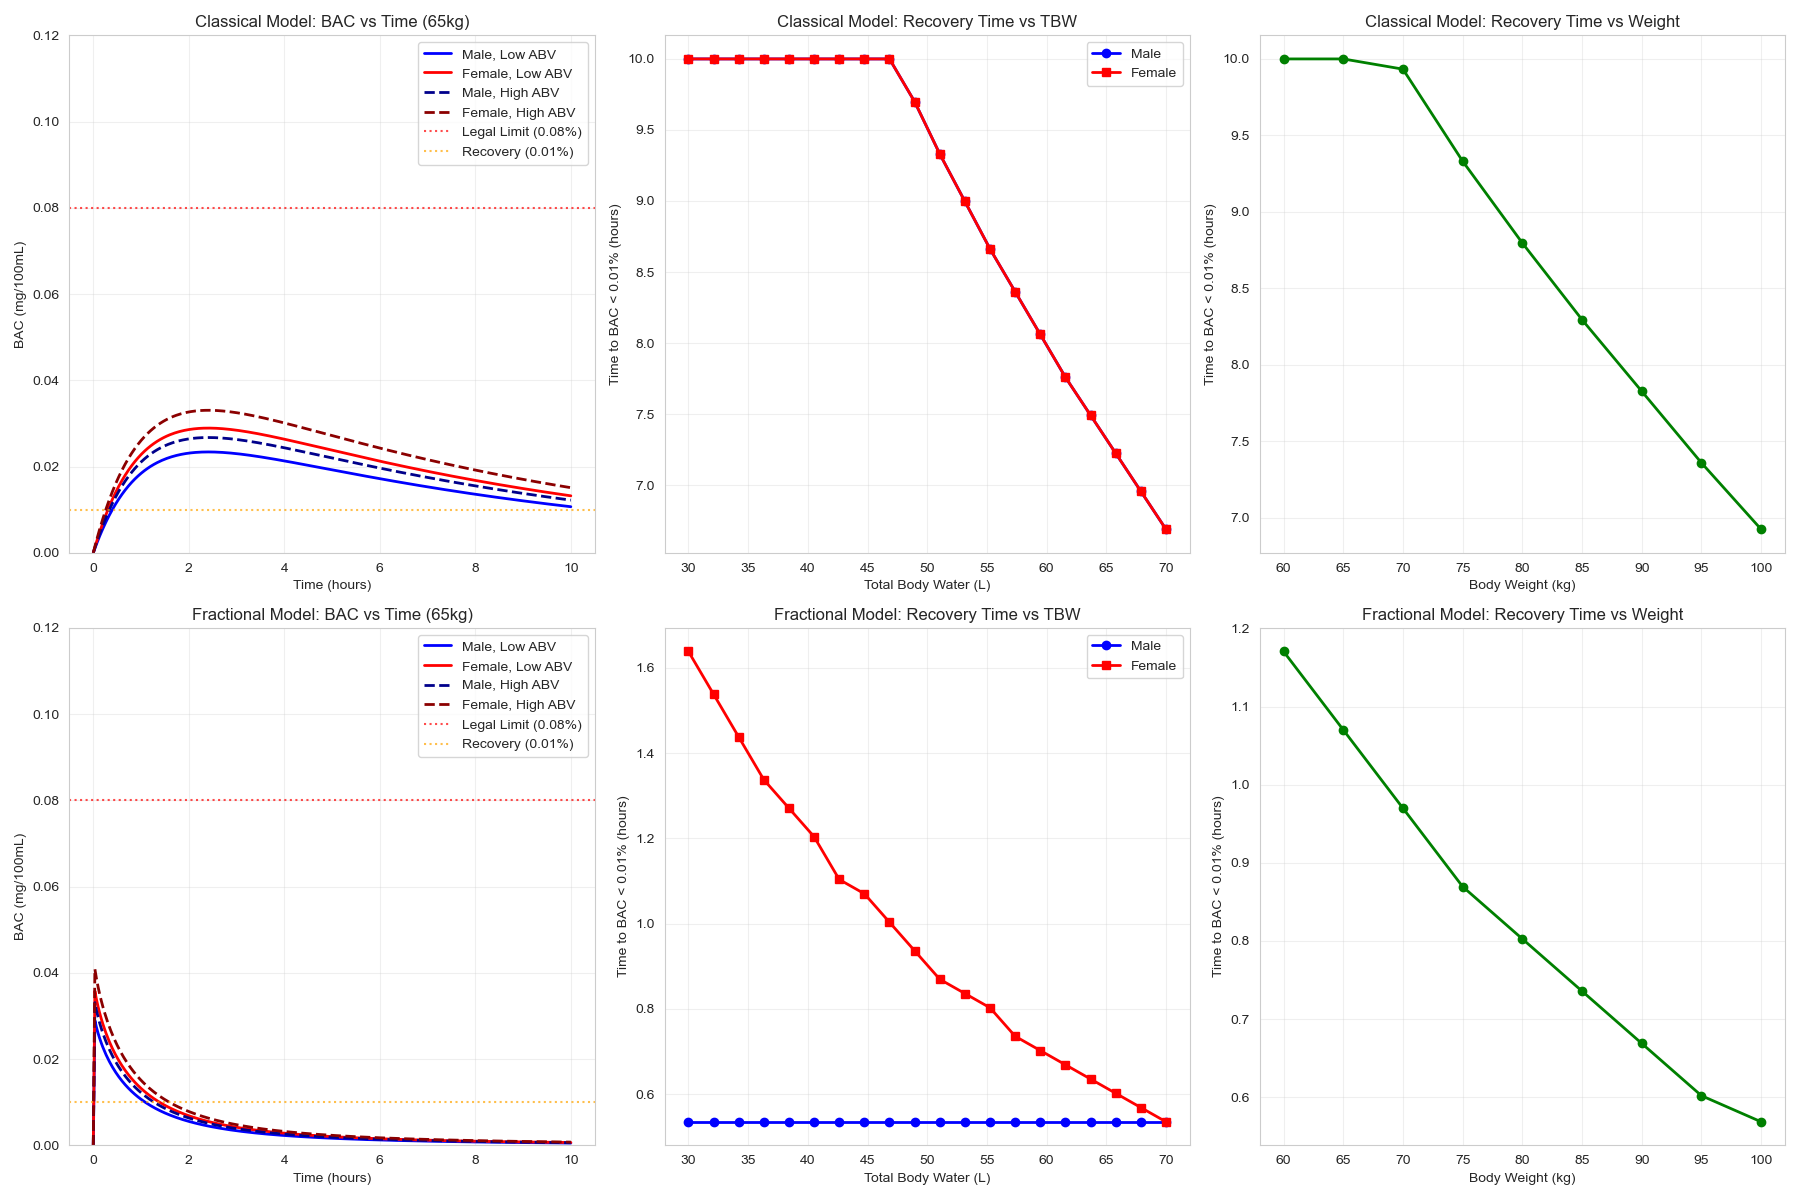 Classical Model: BAC vs Time (65kg)
BAC (mg/100mL)
0.12
0.10
0.08
0.06
0.04
0.02
0.00
Male, Low ABV
Female, Low ABV
Male, High ABV
Female, High ABV
Legal Limit (0.08%)
Recovery (0.01%)
0 2 4 6 8 10
Time (hours)
Classical Model: Recovery Time vs TBW
Time to BAC < 0.01% (hours)
10.0
9.5
9.0
8.5
8.0
7.5
7.0
Male
Female
30 35 40 45 50 55 60 65 70
Total Body Water (L)
Classical Model: Recovery Time vs Weight
Time to BAC < 0.01% (hours)
10.0
9.5
9.0
8.5
8.0
7.5
7.0
60 65 70 75 80 85 90 95 100
Body Weight (kg)
Fractional Model: BAC vs Time (65kg)
BAC (mg/100mL)
0.12
0.10
0.08
0.06
0.04
0.02
0.00
Male, Low ABV
Female, Low ABV
Male, High ABV
Female, High ABV
Legal Limit (0.08%)
Recovery (0.01%)
0 2 4 6 8 10
Time (hours)
Fractional Model: Recovery Time vs TBW
Time to BAC < 0.01% (hours)
1.6
1.4
1.2
1.0
0.8
0.6
Male
Female
30 35 40 45 50 55 60 65 70
Total Body Water (L)
Fractional Model: Recovery Time vs Weight
Time to BAC < 0.01% (hours)
1.2
1.1
1.0
0.9
0.8
0.7
0.6
60 65 70 75 80 85 90 95 100
Body Weight (kg)